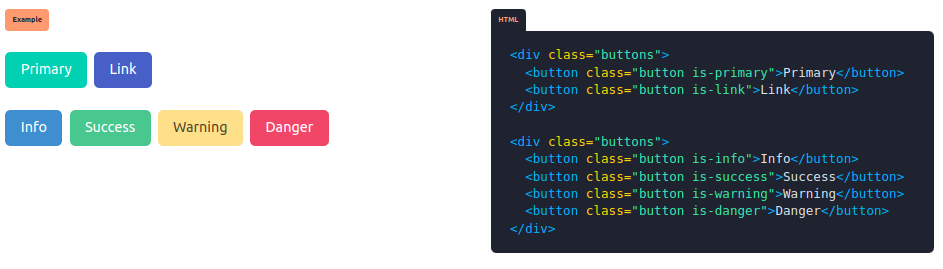 Example
Primary Link
Info Success Warning Danger
HTML
<div class="buttons">
  <button class="button is-primary">Primary</button>
  <button class="button is-link">Link</button>
</div>

<div class="buttons">
  <button class="button is-info">Info</button>
  <button class="button is-success">Success</button>
  <button class="button is-warning">Warning</button>
  <button class="button is-danger">Danger</button>
</div>